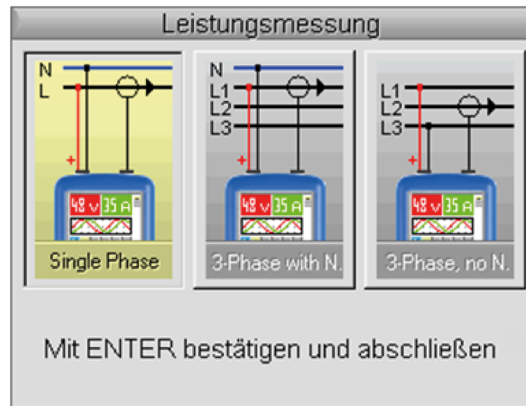 Leistungsmessung
N
L
+
48 V 35 A
Single Phase
N
L1
L2
L3
+
48 V 35 A
3-Phase with N.
L1
L2
L3
+
48 V 35 A
3-Phase, no N.
Mit ENTER bestätigen und abschließen